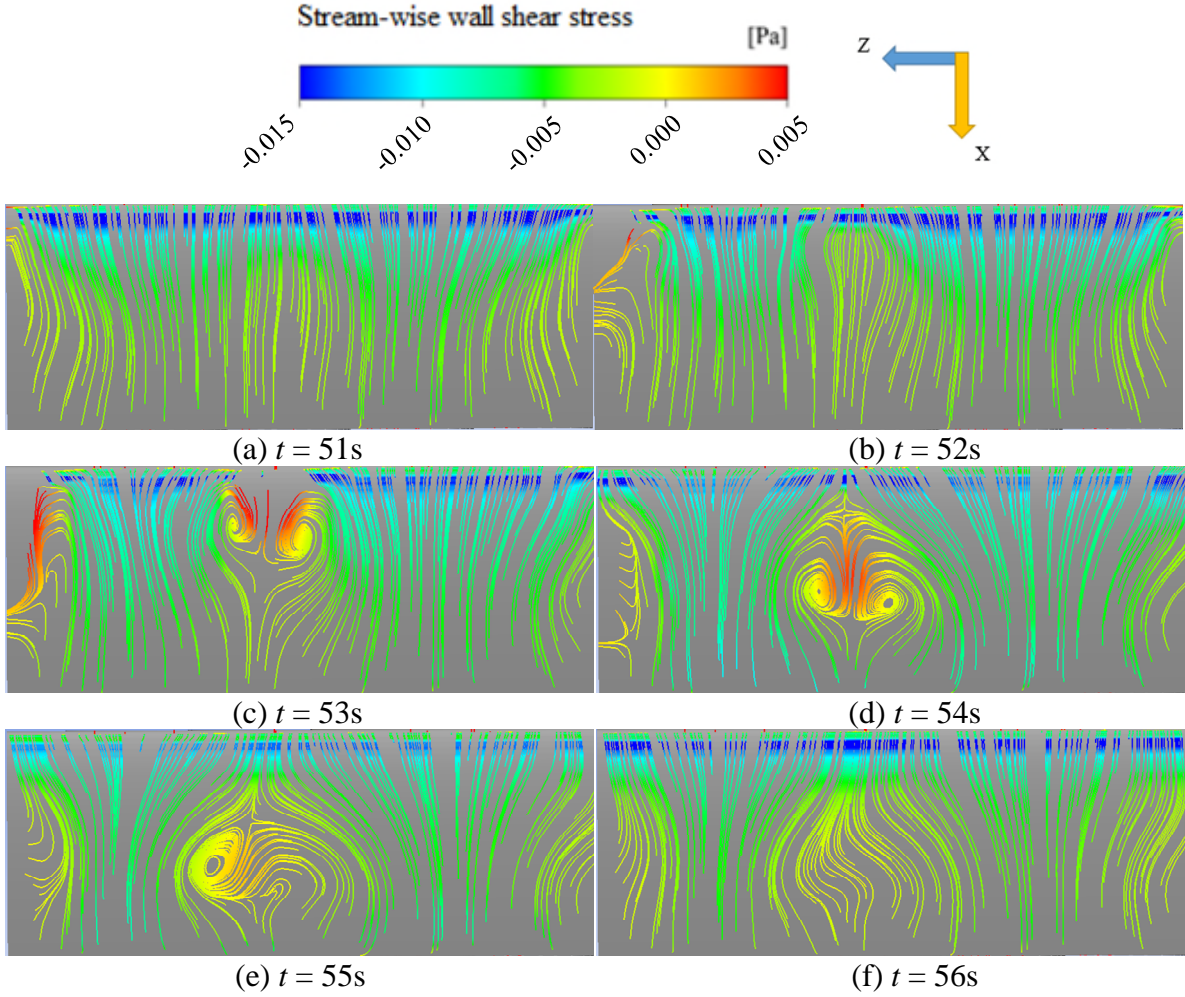 Stream-wise wall shear stress
[Pa]
-0.015 -0.010 -0.005 0.000 0.005
Z
X
(a) t = 51s
(b) t = 52s
(c) t = 53s
(d) t = 54s
(e) t = 55s
(f) t = 56s